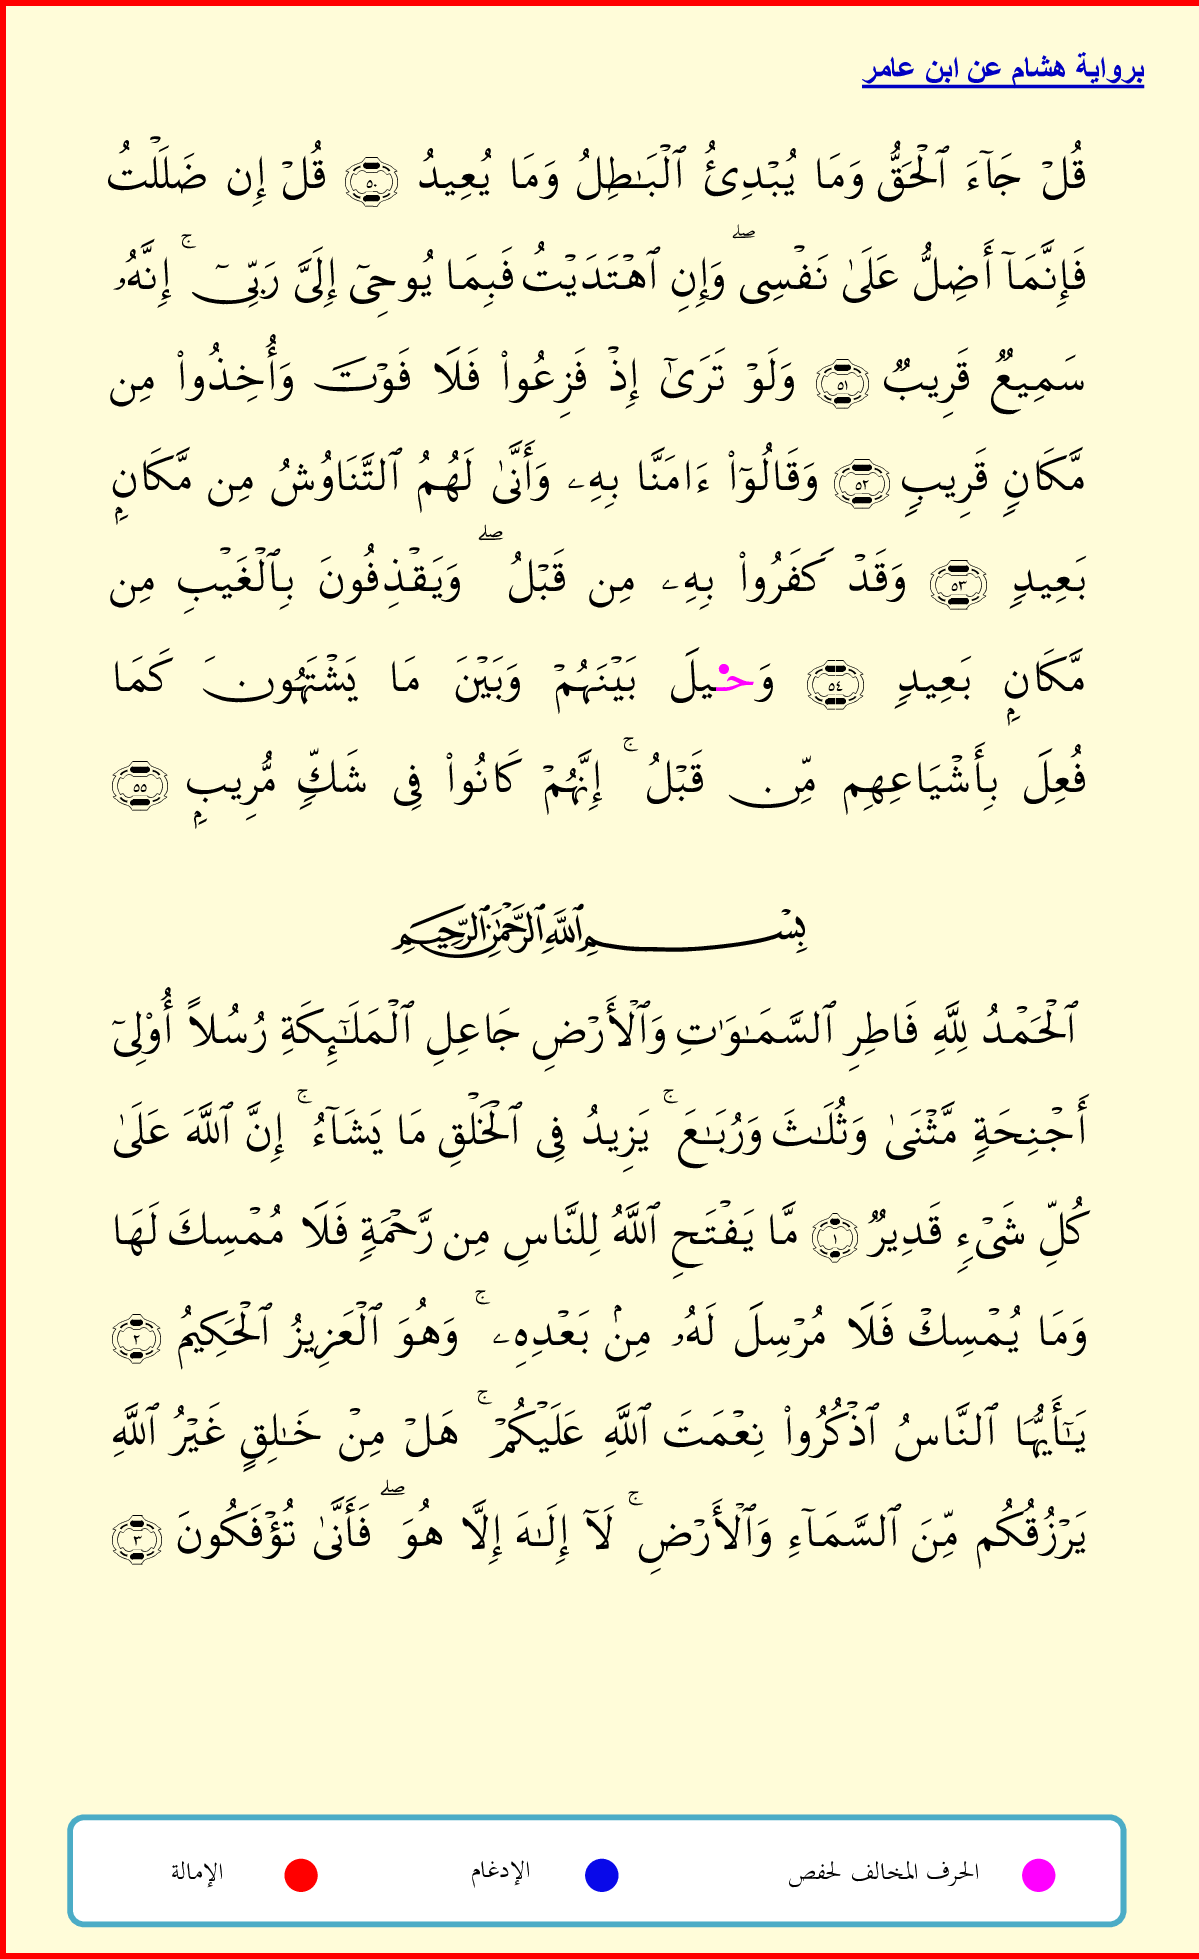 برواية هشام عن ابن عامر
قُلۡ جَآءَ ٱلۡحَقُّ وَمَا يُبۡدِئُ ٱلۡبَـٰطِلُ وَمَا يُعِيدُ ٥٠ قُلۡ إِن ضَلَلۡتُ
فَإِنَّمَآ أَضِلُّ عَلَىٰ نَفۡسِى ۖ وَإِنِ ٱهۡتَدَيۡتُ فَبِمَا يُوحِىٓ إِلَىَّ رَبِّىٓ ۚ إِنَّهُۥ
سَمِيعٌ قَرِيبٌ ٥١ وَلَوۡ تَرَىٰٓ إِذۡ فَزِعُوا۟ فَلَا فَوۡتَ وَأُخِذُوا۟ مِن
مَّكَانٍ قَرِيبٍ ٥٢ وَقَالُوٓا۟ ءَامَنَّا بِهِۦ وَأَنَّىٰ لَهُمُ ٱلتَّنَاوُشُ مِن مَّكَانِۭ
بَعِيدٍ ٥٣ وَقَدۡ كَفَرُوا۟ بِهِۦ مِن قَبۡلُ ۖ وَيَقۡذِفُونَ بِٱلۡغَيۡبِ مِن
مَّكَانِۭ بَعِيدٍ ٥٤ وَحۭيلَ بَيۡنَهُمۡ وَبَيۡنَ مَا يَشۡتَهُونَ كَمَا
فُعِلَ بِأَشۡيَاعِهِم مِّن قَبۡلُ ۚ إِنَّهُمۡ كَانُوا۟ فِى شَكٍّ مُّرِيبِۭ ٥٥
بِسۡمِ ٱللَّهِ ٱلرَّحۡمَـٰنِ ٱلرَّحِيمِ
ٱلۡحَمۡدُ لِلَّهِ فَاطِرِ ٱلسَّمَـٰوَٰتِ وَٱلۡأَرۡضِ جَاعِلِ ٱلۡمَلَـٰٓئِكَةِ رُسُلًا أُو۟لِىٓ
أَجۡنِحَةٍ مَّثۡنَىٰ وَثُلَـٰثَ وَرُبَـٰعَ ۚ يَزِيدُ فِى ٱلۡخَلۡقِ مَا يَشَآءُ ۚ إِنَّ ٱللَّهَ عَلَىٰ
كُلِّ شَىۡءٍ قَدِيرٌ ١ مَّا يَفۡتَحِ ٱللَّهُ لِلنَّاسِ مِن رَّحۡمَةٍ فَلَا مُمۡسِكَ لَهَا
وَمَا يُمۡسِكۡ فَلَا مُرۡسِلَ لَهُۥ مِنۢ بَعۡدِهِۦ ۚ وَهُوَ ٱلۡعَزِيزُ ٱلۡحَكِيمُ ٢
يَـٰٓأَيُّهَا ٱلنَّاسُ ٱذۡكُرُوا۟ نِعۡمَتَ ٱللَّهِ عَلَيۡكُمۡ ۚ هَلۡ مِنۡ خَـٰلِقٍ غَيۡرُ ٱللَّهِ
يَرۡزُقُكُم مِّنَ ٱلسَّمَآءِ وَٱلۡأَرۡضِ ۚ لَآ إِلَـٰهَ إِلَّا هُوَ ۖ فَأَنَّىٰ تُؤۡفَكُونَ ٣
الحرف المخالف لحفص الإدغام الإمالة